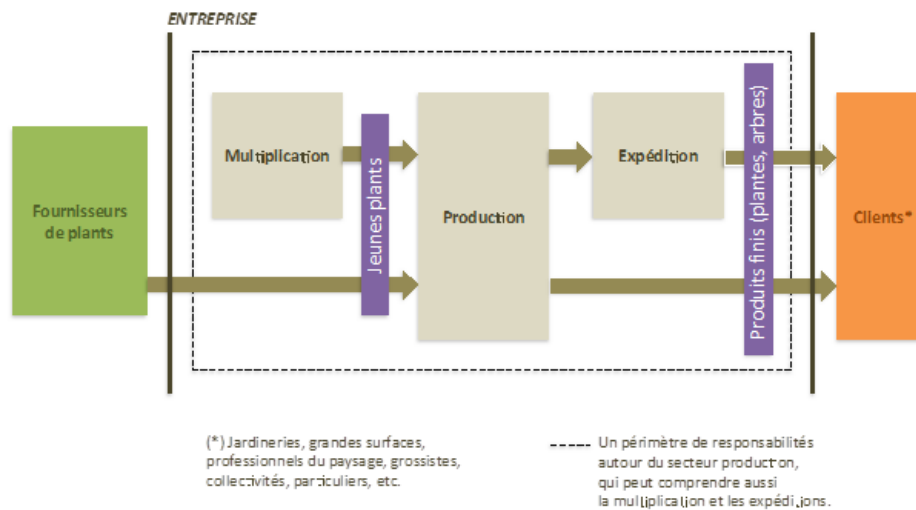 ENTREPRISE
Fournisseurs
de plants
Multiplication
Jeunes plants
Production
Expédition
Produits finis (plantes, arbres)
Clients*
(*) Jardineries, grandes surfaces,
professionnels du paysage, grossistes,
collectivités, particuliers, etc.
Un périmètre de responsabilités
autour du secteur production,
qui peut comprendre aussi
la multiplication et les expéditions.